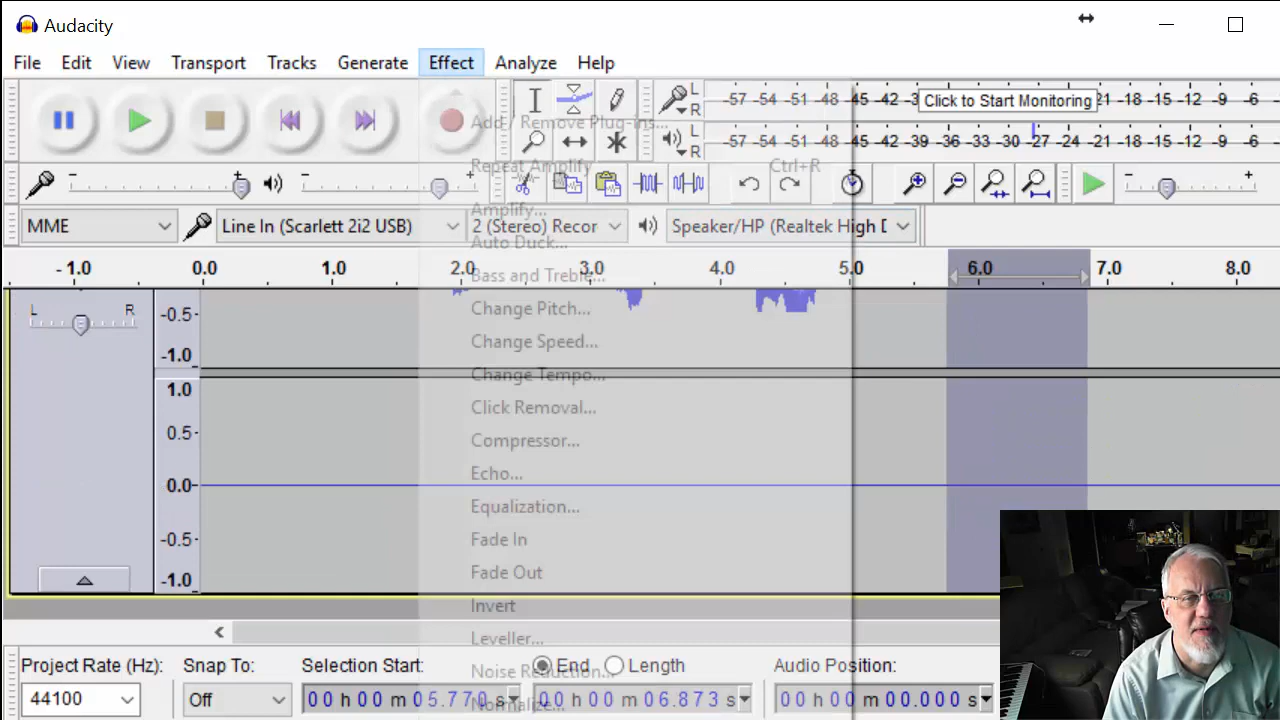 Audacity
File Edit View Transport Tracks Generate Effect Analyze Help
L
R
-57 -54 -51 -48 -45 -42 -3 Click to Start Monitoring 21 -18 -15 -12 -9 -6
L
R
-57 -54 -51 -48 -45 -42 -39 -36 -33 -30 -27 -24 -21 -18 -15 -12 -9 -6
Add / Remove Plug-ins...
Repeat Amplify Ctrl+R
- + - + - +
MME Line In (Scarlett 2i2 USB) 2 (Stereo) Recor Speaker/HP (Realtek High D
Amplify...
Auto Duck...
-1.0 0.0 1.0 2.0 3.0 4.0 5.0 6.0 7.0 8.0
Bass and Treble...
Change Pitch...
Change Speed...
Change Tempo...
Click Removal...
Compressor...
Echo...
Equalization...
Fade In
Fade Out
Invert
Leveller...
Noise Reduction...
Normalize...
L R
-0.5-
-1.0
1.0
0.5-
0.0-
-0.5-
-1.0
Project Rate (Hz): Snap To: Selection Start: End Length Audio Position:
44100 Off 00 h 00 m 05.770 s 00 h 00 m 06.873 s 00 h 00 m 00.000 s